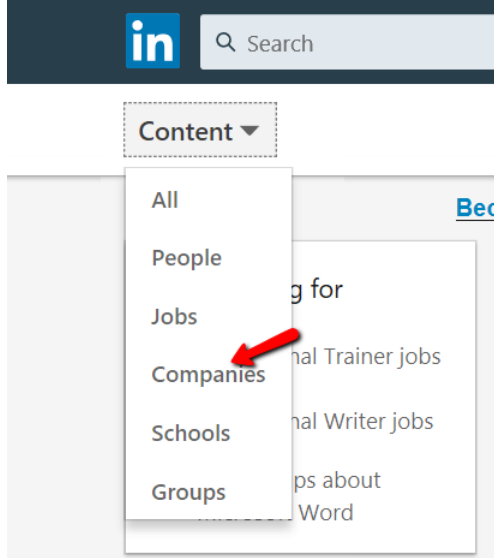 in
Search
Content
All
Bec
People
g for
Jobs
nal Trainer jobs
Companies
nal Writer jobs
Schools
ps about
Groups
Word